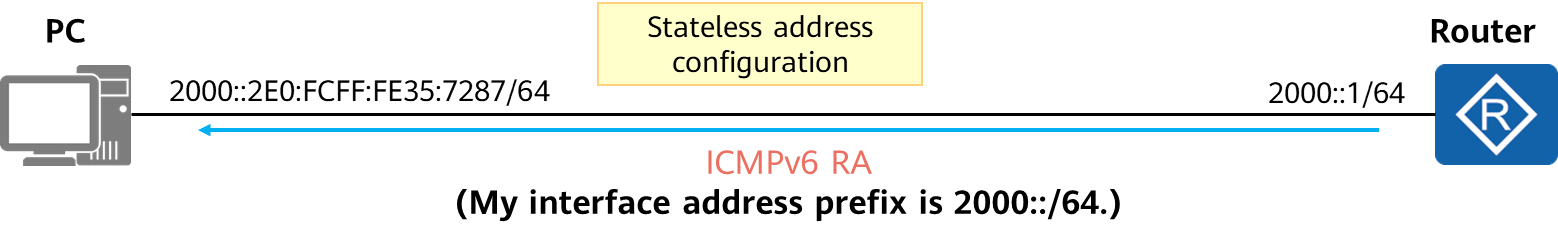 PC
Stateless address
configuration
Router
2000::2E0:FCFF:FE35:7287/64
2000::1/64
R
ICMPv6 RA
(My interface address prefix is 2000::/64.)